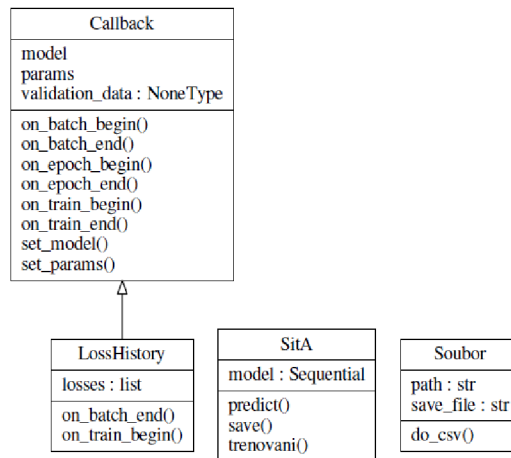 Callback
model
params
validation_data : NoneType
on_batch_begin()
on_batch_end()
on_epoch_begin()
on_epoch_end()
on_train_begin()
on_train_end()
set_model()
set_params()
LossHistory
losses : list
on_batch_end()
on_train_begin()
SitA
model : Sequential
predict()
save()
trenovani()
Soubor
path : str
save_file : str
do_csv()